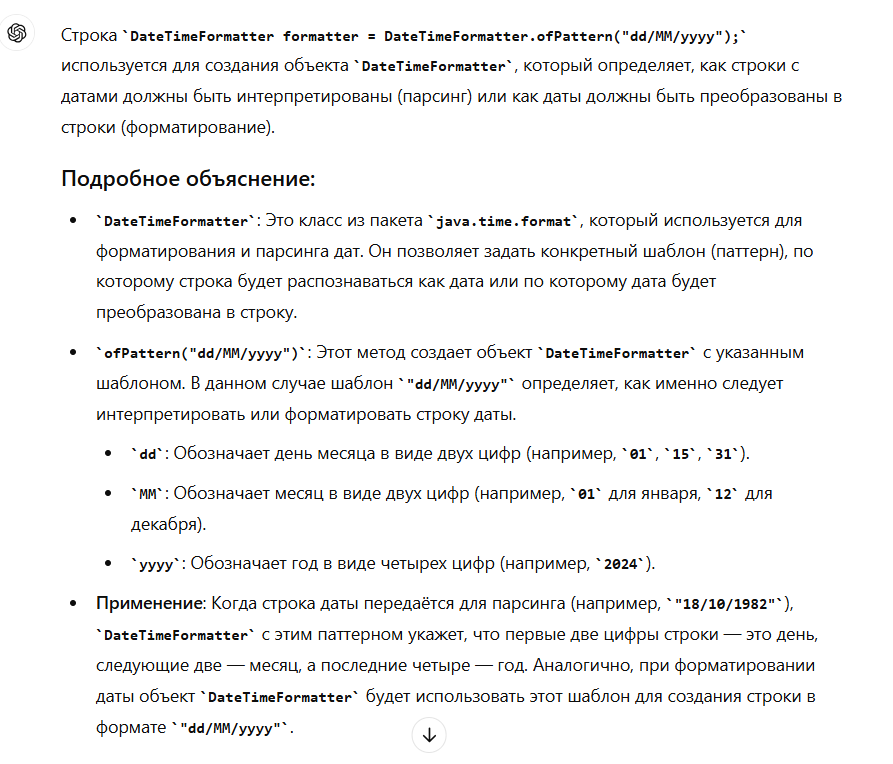 Строка `DateTimeFormatter formatter = DateTimeFormatter.ofPattern("dd/MM/yyyy");`
используется для создания объекта `DateTimeFormatter`, который определяет, как строки с
датами должны быть интерпретированы (парсинг) или как даты должны быть преобразованы в
строки (форматирование).
Подробное объяснение:
• `DateTimeFormatter`: Это класс из пакета `java.time.format`, который используется для
форматирования и парсинга дат. Он позволяет задать конкретный шаблон (паттерн), по
которому строка будет распознаваться как дата или по которому дата будет
преобразована в строку.
• `ofPattern("dd/MM/yyyy")`: Этот метод создает объект `DateTimeFormatter` с указанным
шаблоном. В данном случае шаблон `"dd/MM/yyyy"` определяет, как именно следует
интерпретировать или форматировать строку даты.
• `dd`: Обозначает день месяца в виде двух цифр (например, `01`, `15`, `31`).
• `MM`: Обозначает месяц в виде двух цифр (например, `01` для января, `12` для
декабря).
• `yyyy`: Обозначает год в виде четырех цифр (например, `2024`).
• Применение: Когда строка даты передаётся для парсинга (например, `"18/10/1982"`),
`DateTimeFormatter` с этим паттерном укажет, что первые две цифры строки — это день,
следующие две — месяц, а последние четыре — год. Аналогично, при форматировании
даты объект `DateTimeFormatter` будет использовать этот шаблон для создания строки в
формате `"dd/MM/yyyy"`.